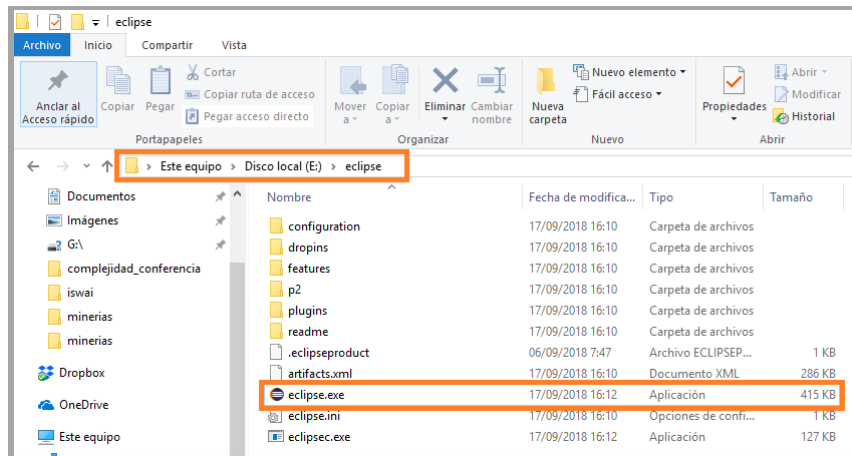 eclipse
Archivo Inicio Compartir Vista
Anclar al Acceso rápido
Copiar
Pegar
Cortar
Copiar ruta de acceso
Pegar acceso directo
Portapapeles
Mover a
Copiar a
Eliminar
Cambiar nombre
Organizar
Nueva carpeta
Nuevo elemento
Fácil acceso
Nuevo
Propiedades
Abrir
Modificar
Historial
Abrir
Este equipo > Disco local (E:) > eclipse
Documentos
Imágenes
G:\
complejidad_conferencia
iswai
minerias
minerias
Dropbox
OneDrive
Este equipo
Nombre Fecha de modifica... Tipo Tamaño
configuration 17/09/2018 16:10 Carpeta de archivos
dropins 17/09/2018 16:10 Carpeta de archivos
features 17/09/2018 16:10 Carpeta de archivos
p2 17/09/2018 16:10 Carpeta de archivos
plugins 17/09/2018 16:10 Carpeta de archivos
readme 17/09/2018 16:10 Carpeta de archivos
.eclipseproduct 06/09/2018 7:47 Archivo ECLIPSEP... 1 KB
artifacts.xml 17/09/2018 16:10 Documento XML 286 KB
eclipse.exe 17/09/2018 16:12 Aplicación 415 KB
eclipse.ini 17/09/2018 16:10 Opciones de confi... 1 KB
eclipsec.exe 17/09/2018 16:12 Aplicación 127 KB